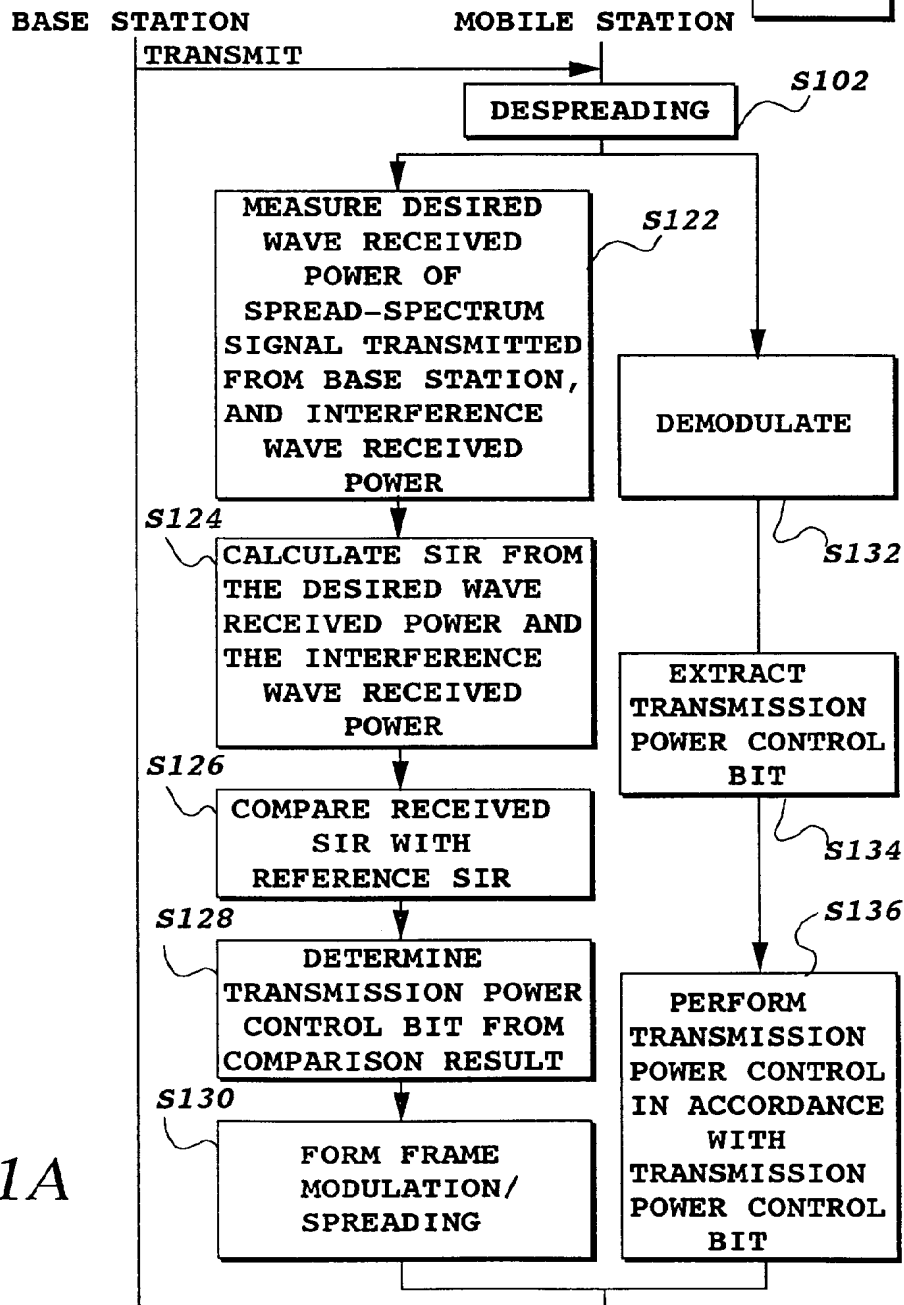 BASE STATION
MOBILE STATION
TRANSMIT
S102
DESPREADING
MEASURE DESIRED
WAVE RECEIVED
POWER OF
SPREAD-SPECTRUM
SIGNAL TRANSMITTED
FROM BASE STATION,
AND INTERFERENCE
WAVE RECEIVED
POWER
S122
DEMODULATE
S132
S124
CALCULATE SIR FROM
THE DESIRED WAVE
RECEIVED POWER AND
THE INTERFERENCE
WAVE RECEIVED
POWER
EXTRACT
TRANSMISSION
POWER CONTROL
BIT
S134
S126
COMPARE RECEIVED
SIR WITH
REFERENCE SIR
S128
DETERMINE
TRANSMISSION POWER
CONTROL BIT FROM
COMPARISON RESULT
S136
PERFORM
TRANSMISSION
POWER CONTROL
IN ACCORDANCE
WITH
TRANSMISSION
POWER CONTROL
BIT
S130
FORM FRAME
MODULATION/
SPREADING
1A